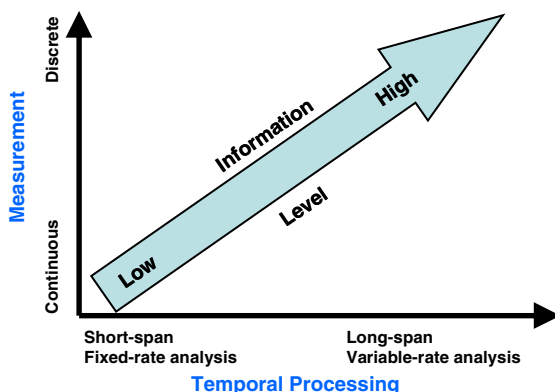 Discrete
Measurement
Continuous
Information
Level
High
Low
Short-span
Fixed-rate analysis
Long-span
Variable-rate analysis
Temporal Processing